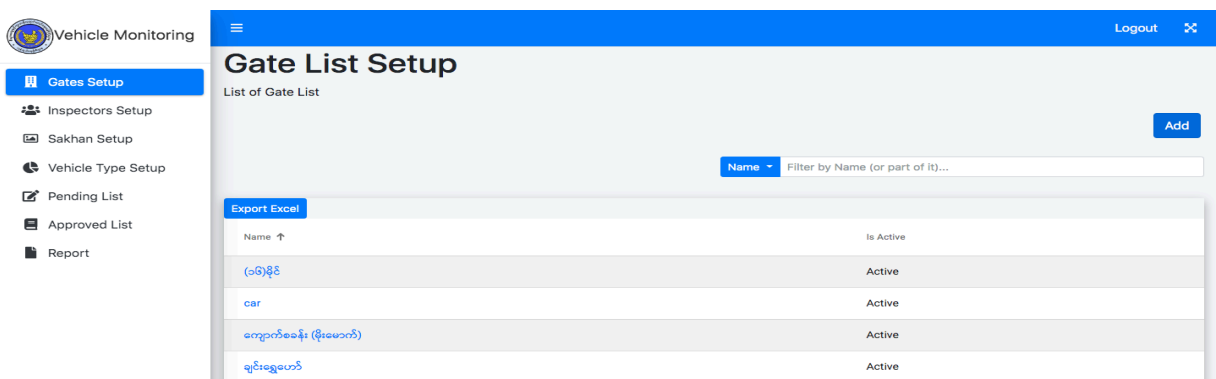 Vehicle Monitoring
Logout
Gates Setup
Inspectors Setup
Sakhan Setup
Vehicle Type Setup
Pending List
Approved List
Report
Gate List Setup
List of Gate List
Add
Name
Filter by Name (or part of it)...
Export Excel
Name ↑ Is Active
(၁၆)မိုင် Active
car Active
ကျောက်စခန်း (မိုးမောက်) Active
ချင်းရွှေဟော် Active